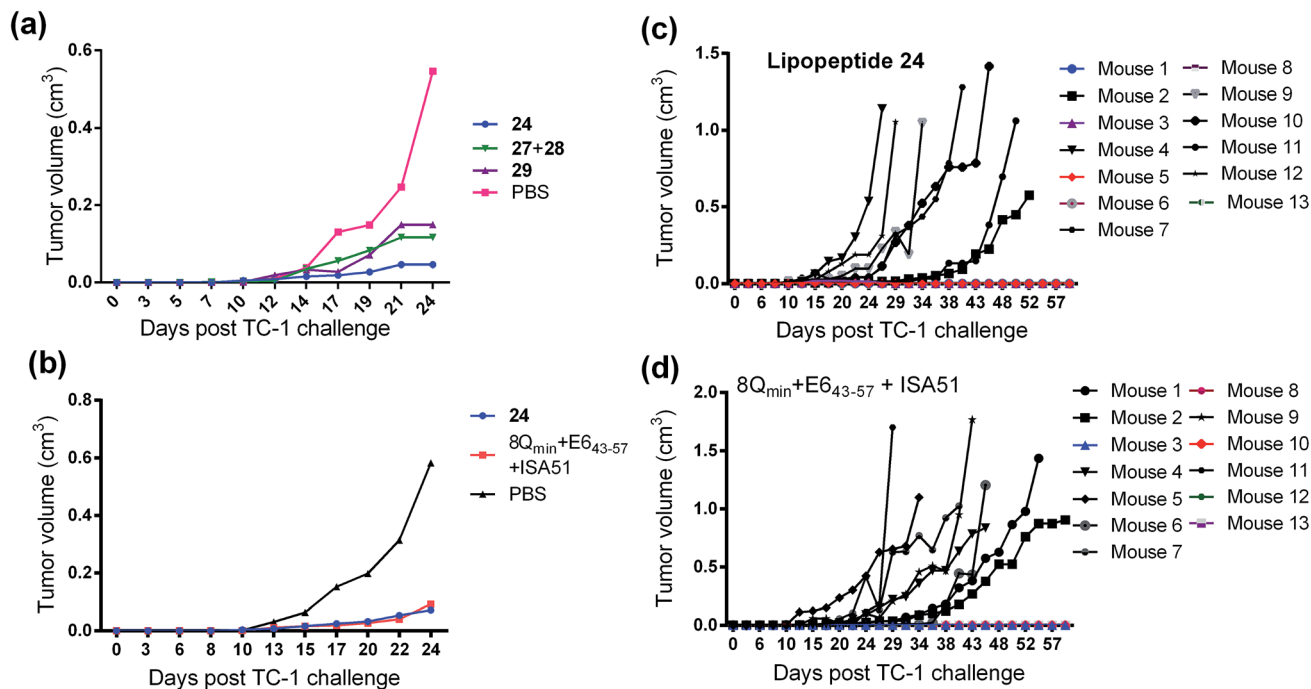 (a)
0.6
0.4
0.2
0.0
Tumor volume (cm³)
0 3 5 7 10 12 14 17 19 21 24
Days post TC-1 challenge
24
27+28
29
PBS
(b)
0.8
0.6
0.4
0.2
0.0
Tumor volume (cm³)
0 3 6 8 10 13 15 17 20 22 24
Days post TC-1 challenge
24
8Qmin+E643-57
+ISA51
PBS
(c)
Lipopeptide 24
1.5
1.0
0.5
0.0
Tumor volume (cm³)
0 6 10 15 20 24 29 34 38 43 48 52 57
Days post TC-1 challenge
Mouse 1
Mouse 2
Mouse 3
Mouse 4
Mouse 5
Mouse 6
Mouse 7
Mouse 8
Mouse 9
Mouse 10
Mouse 11
Mouse 12
Mouse 13
(d)
8Qmin+E643-57 + ISA51
2.0
1.5
1.0
0.5
0.0
Tumor volume (cm³)
0 6 10 15 20 24 29 34 38 43 48 52 57
Days post TC-1 challenge
Mouse 1
Mouse 2
Mouse 3
Mouse 4
Mouse 5
Mouse 6
Mouse 7
Mouse 8
Mouse 9
Mouse 10
Mouse 11
Mouse 12
Mouse 13